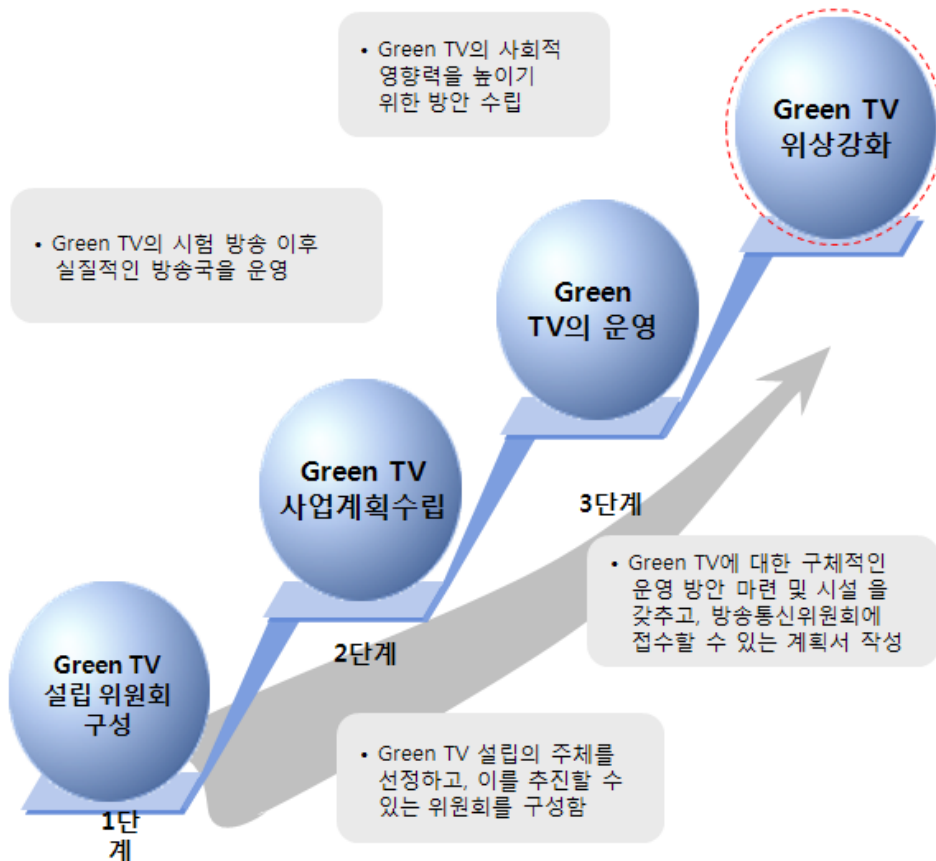 • Green TV의 사회적
영향력을 높이기
위한 방안 수립
Green TV
위상강화
• Green TV의 시험 방송 이후
실질적인 방송국을 운영
Green
TV의 운영
Green TV
사업계획수립
3단계
• Green TV에 대한 구체적인
운영 방안 마련 및 시설 을
갖추고, 방송통신위원회에
접수할 수 있는 계획서 작성
2단계
Green TV
설립 위원회
구성
• Green TV 설립의 주체를
선정하고, 이를 추진할 수
있는 위원회를 구성함
1단
계